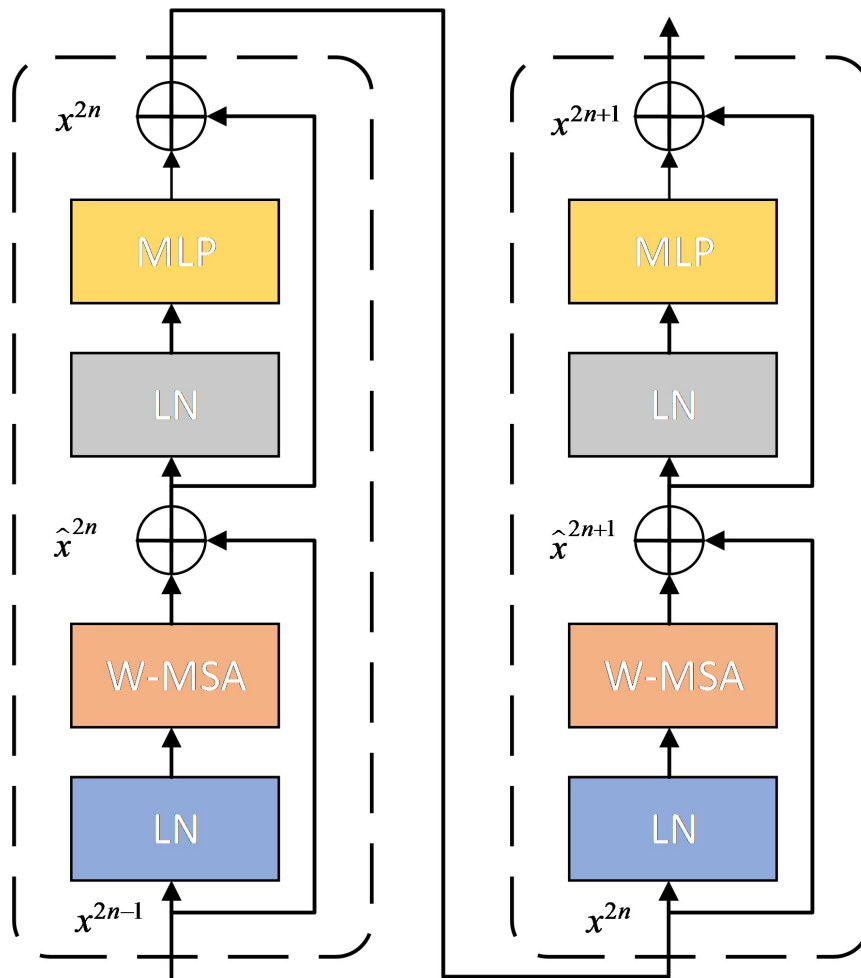 x^{2n}
MLP
LN
x̂^{2n}
W-MSA
LN
x^{2n−1}
x^{2n+1}
MLP
LN
x̂^{2n+1}
W-MSA
LN
x^{2n}